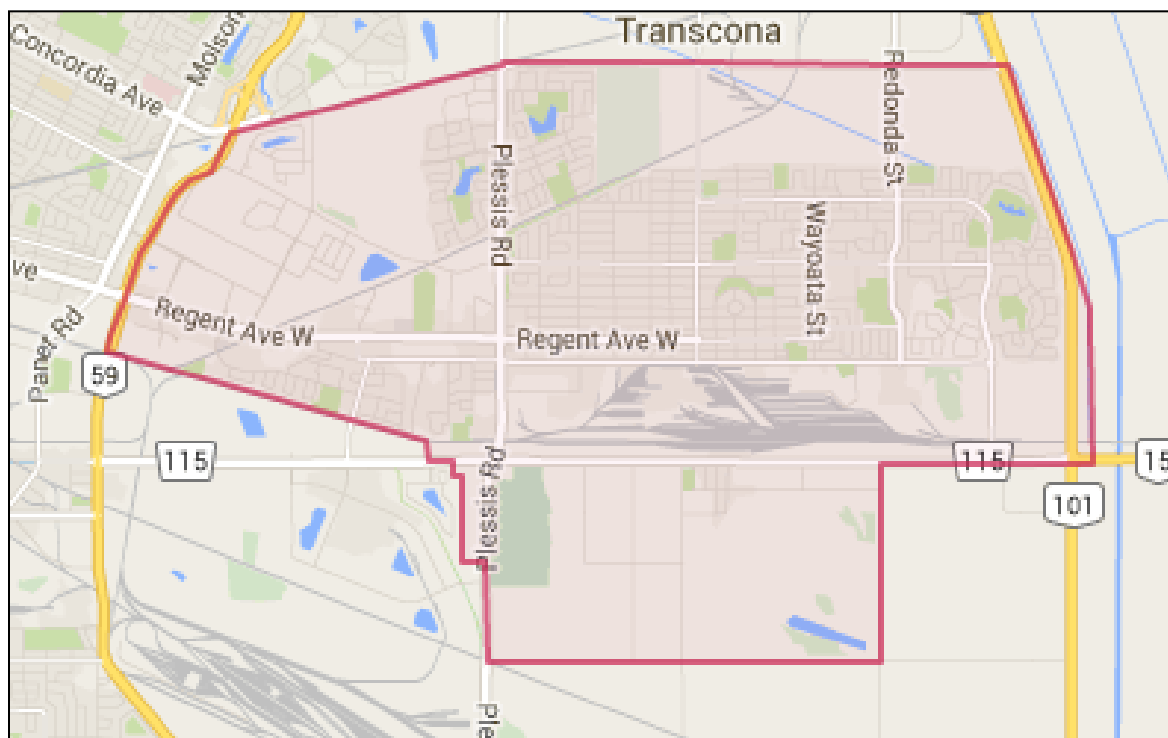 Transcona
Concordia Ave
Molson
Redonda St
Plessis Rd
Wayoata St
ve
Regent Ave W
Regent Ave W
Panet Rd
59
115
Plessis Rd
115
15
101
Ple